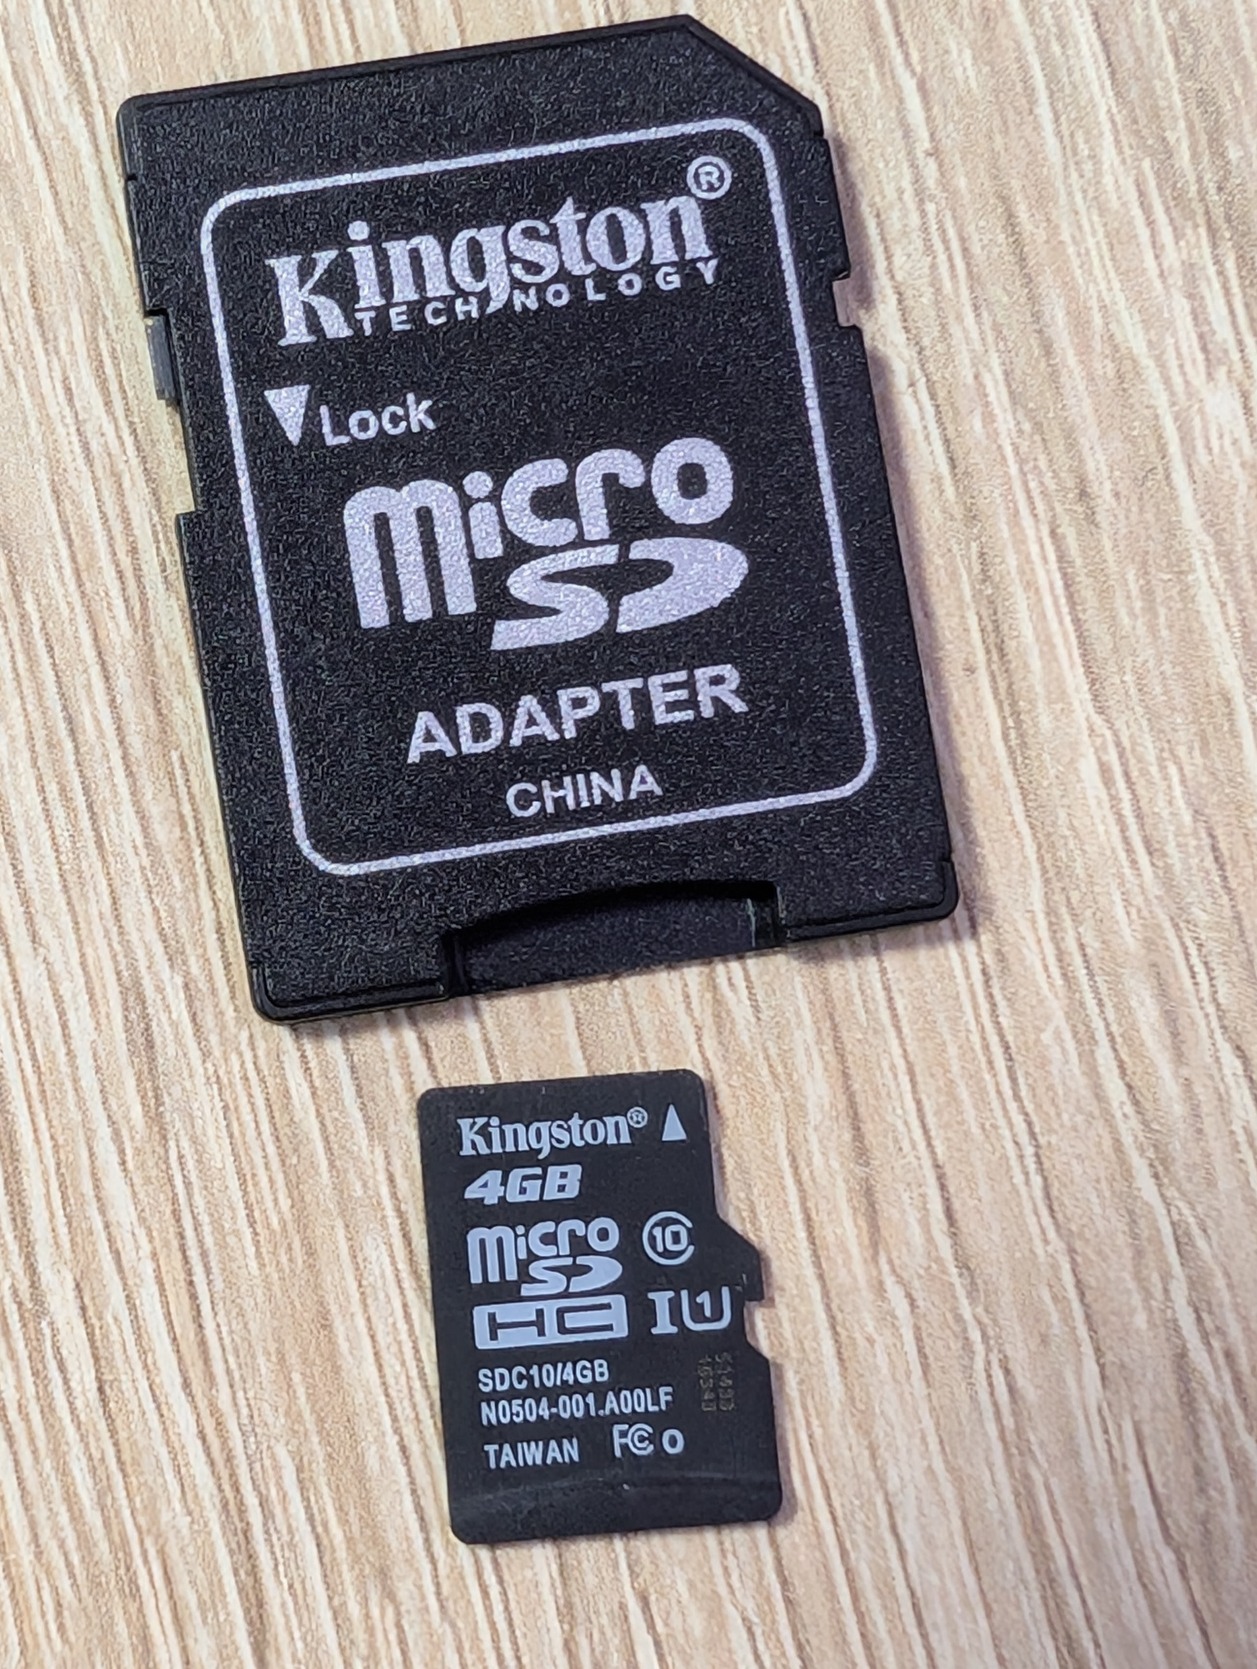 Kingston®
TECHNOLOGY
Lock
micro
SD
ADAPTER
CHINA
Kingston®
4GB
micro 10
SD
HC I U1
SDC10/4GB
N0504-001.A00LF
TAIWAN FC O